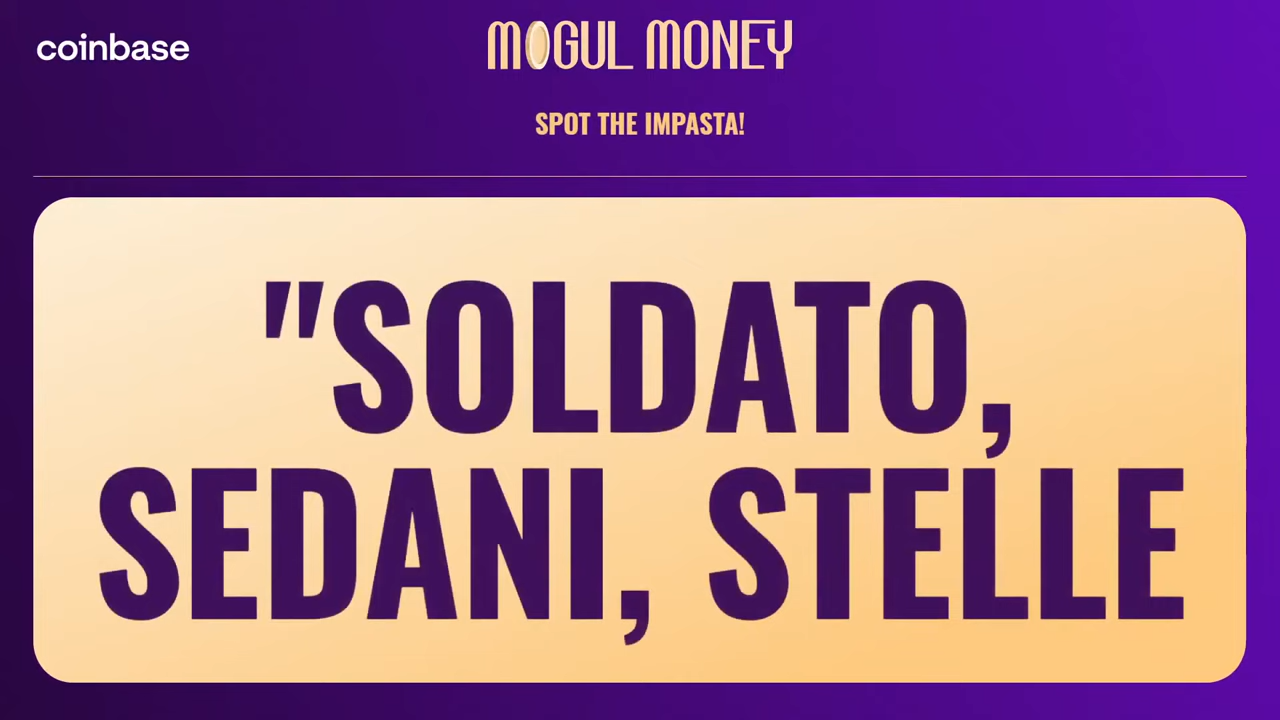 coinbase
MOGUL MONEY
SPOT THE IMPASTA!
"SOLDATO,
SEDANI, STELLE